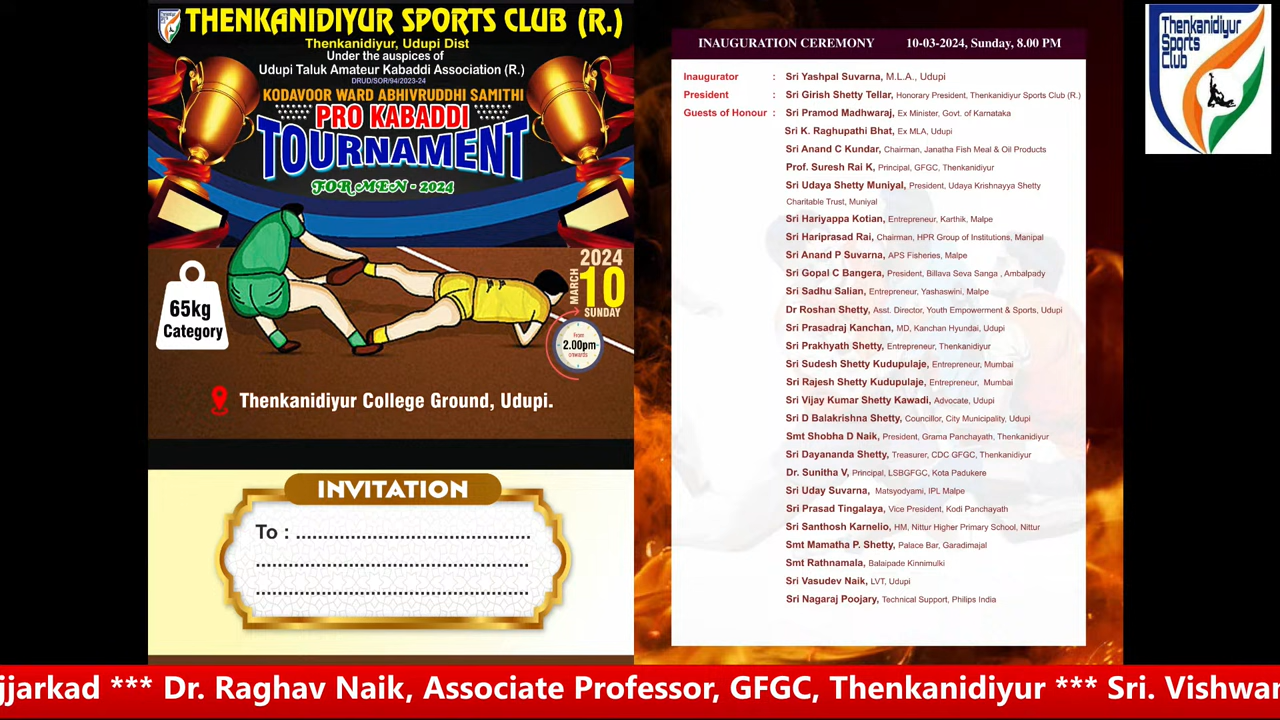 THENKANIDIYUR SPORTS CLUB (R.)
Thenkanidiyur, Udupi Dist
Under the auspices of
Udupi Taluk Amateur Kabaddi Association (R.)
DRUD/SOR/94/2023-24
KODAVOOR WARD ABHIVRUDDHI SAMITHI
PRO KABADDI
TOURNAMENT
FOR MEN - 2024
65kg
Category
2024
MARCH
10
SUNDAY
From
2.00pm
onwards
Thenkanidiyur College Ground, Udupi.
INVITATION
To : ............................................
....................................................
....................................................
INAUGURATION CEREMONY 10-03-2024, Sunday, 8.00 PM
Inaugurator : Sri Yashpal Suvarna, M.L.A., Udupi
President : Sri Girish Shetty Tellar, Honorary President, Thenkanidiyur Sports Club (R.)
Guests of Honour : Sri Pramod Madhwaraj, Ex Minister, Govt. of Karnataka
Sri K. Raghupathi Bhat, Ex MLA, Udupi
Sri Anand C Kundar, Chairman, Janatha Fish Meal & Oil Products
Prof. Suresh Rai K, Principal, GFGC, Thenkanidiyur
Sri Udaya Shetty Muniyal, President, Udaya Krishnayya Shetty
Charitable Trust, Muniyal
Sri Hariyappa Kotian, Entrepreneur, Karthik, Malpe
Sri Hariprasad Rai, Chairman, HPR Group of Institutions, Manipal
Sri Anand P Suvarna, APS Fisheries, Malpe
Sri Gopal C Bangera, President, Billava Seva Sanga , Ambalpady
Sri Sadhu Salian, Entrepreneur, Yashaswini, Malpe
Dr Roshan Shetty, Asst. Director, Youth Empowerment & Sports, Udupi
Sri Prasadraj Kanchan, MD, Kanchan Hyundai, Udupi
Sri Prakhyath Shetty, Entrepreneur, Thenkanidiyur
Sri Sudesh Shetty Kudupulaje, Entrepreneur, Mumbai
Sri Rajesh Shetty Kudupulaje, Entrepreneur, Mumbai
Sri Vijay Kumar Shetty Kawadi, Advocate, Udupi
Sri D Balakrishna Shetty, Councillor, City Municipality, Udupi
Smt Shobha D Naik, President, Grama Panchayath, Thenkanidiyur
Sri Dayananda Shetty, Treasurer, CDC GFGC, Thenkanidiyur
Dr. Sunitha V, Principal, LSBGFGC, Kota Padukere
Sri Uday Suvarna, Matsyodyami, IPL Malpe
Sri Prasad Tingalaya, Vice President, Kodi Panchayath
Sri Santhosh Karnelio, HM, Nittur Higher Primary School, Nittur
Smt Mamatha P. Shetty, Palace Bar, Garadimajal
Smt Rathnamala, Balaipade Kinnimulki
Sri Vasudev Naik, LVT, Udupi
Sri Nagaraj Poojary, Technical Support, Philips India
Thenkanidiyur
Sports
Club
jjarkad *** Dr. Raghav Naik, Associate Professor, GFGC, Thenkanidiyur *** Sri. Vishwan